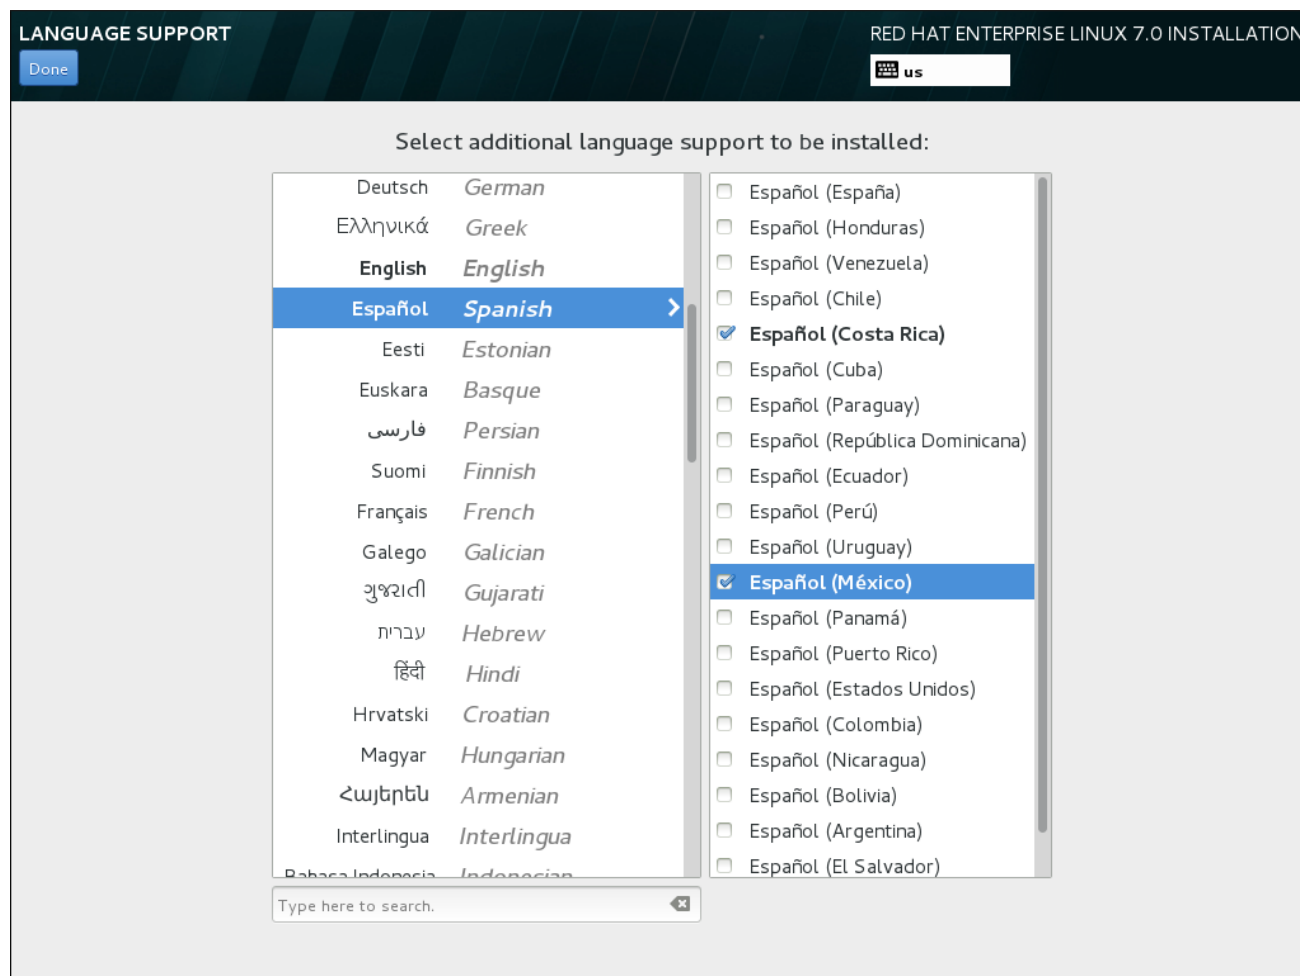 LANGUAGE SUPPORT
RED HAT ENTERPRISE LINUX 7.0 INSTALLATION
Done
us
Select additional language support to be installed:
Deutsch German
Ελληνικά Greek
English English
Español Spanish
Eesti Estonian
Euskara Basque
فارسی Persian
Suomi Finnish
Français French
Galego Galician
ગુજરાતી Gujarati
עברית Hebrew
हिंदी Hindi
Hrvatski Croatian
Magyar Hungarian
Հայերեն Armenian
Interlingua Interlingua
Bahasa Indonesia Indonesian
Español (España)
Español (Honduras)
Español (Venezuela)
Español (Chile)
Español (Costa Rica)
Español (Cuba)
Español (Paraguay)
Español (República Dominicana)
Español (Ecuador)
Español (Perú)
Español (Uruguay)
Español (México)
Español (Panamá)
Español (Puerto Rico)
Español (Estados Unidos)
Español (Colombia)
Español (Nicaragua)
Español (Bolivia)
Español (Argentina)
Español (El Salvador)
Type here to search.